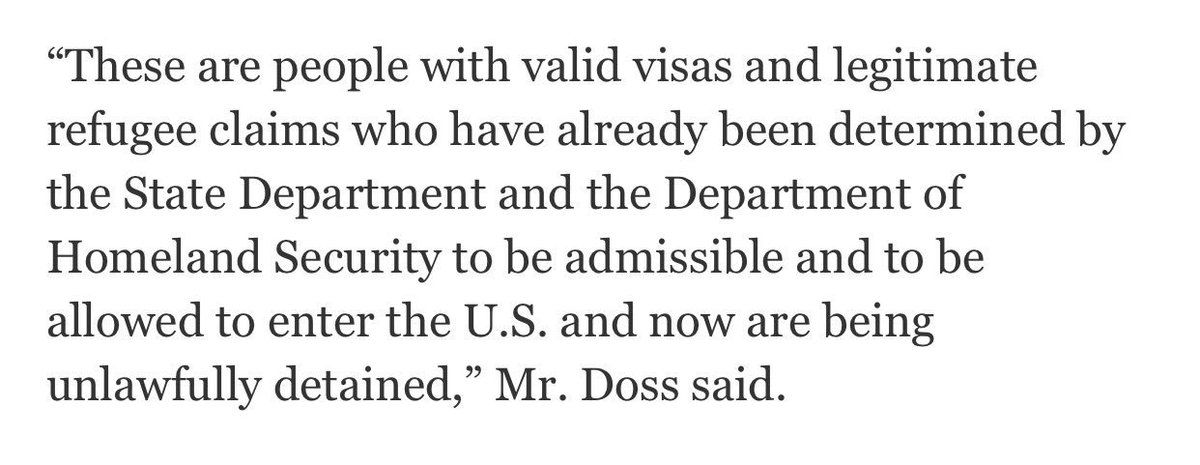 “These are people with valid visas and legitimate
refugee claims who have already been determined by
the State Department and the Department of
Homeland Security to be admissible and to be
allowed to enter the U.S. and now are being
unlawfully detained,” Mr. Doss said.